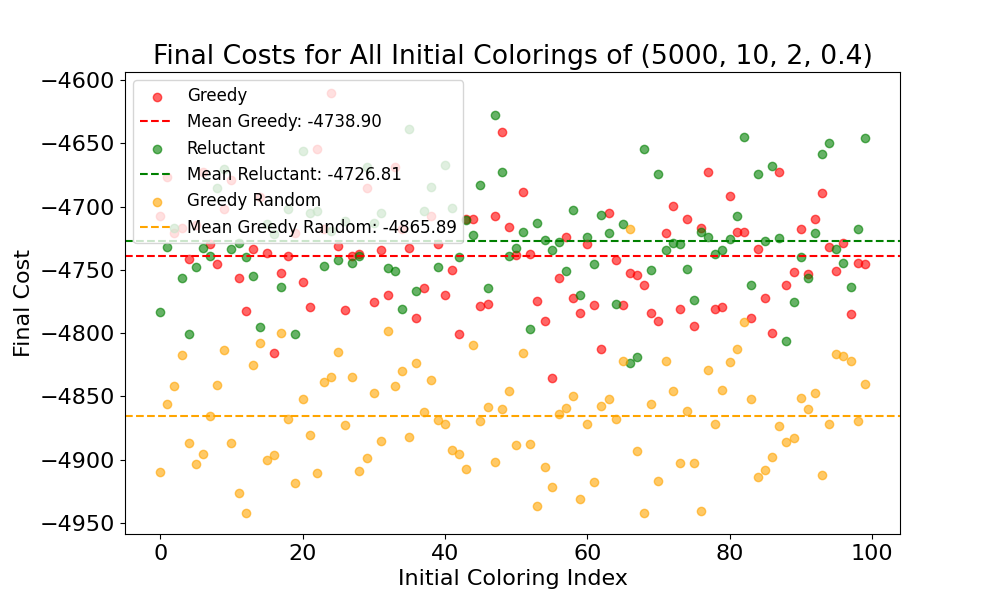 Final Costs for All Initial Colorings of (5000, 10, 2, 0.4)
Final Cost
−4600
−4650
−4700
−4750
−4800
−4850
−4900
−4950
Greedy
Mean Greedy: -4738.90
Reluctant
Mean Reluctant: -4726.81
Greedy Random
Mean Greedy Random: -4865.89
0
20
40
60
80
100
Initial Coloring Index